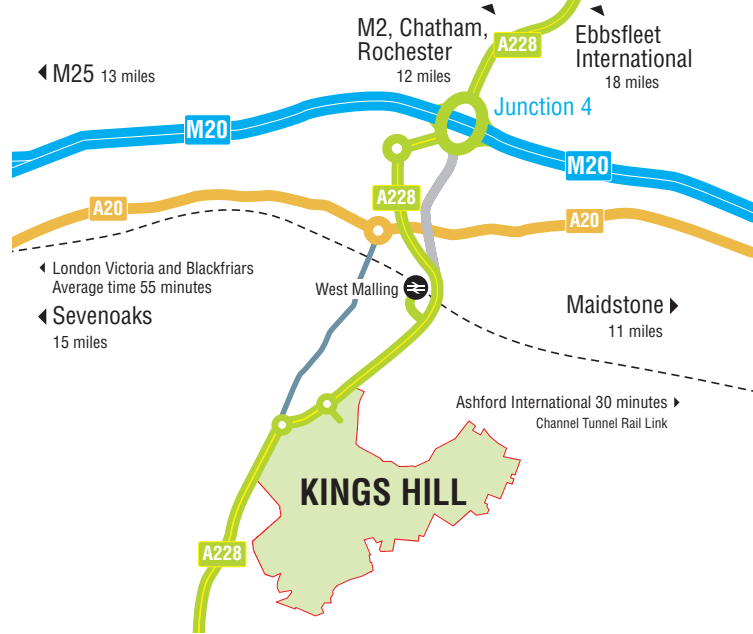 M2, Chatham,
Rochester
12 miles
A228
Ebbsfleet
International
18 miles
M25 13 miles
Junction 4
M20
M20
A228
A20
A20
London Victoria and Blackfriars
Average time 55 minutes
West Malling
Sevenoaks
15 miles
Maidstone
11 miles
Ashford International 30 minutes
Channel Tunnel Rail Link
KINGS HILL
A228